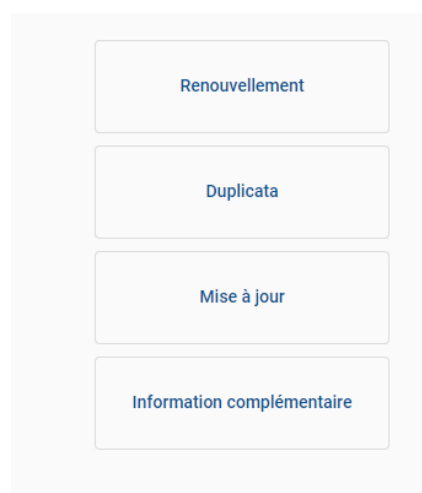 Renouvellement
Duplicata
Mise à jour
Information complémentaire